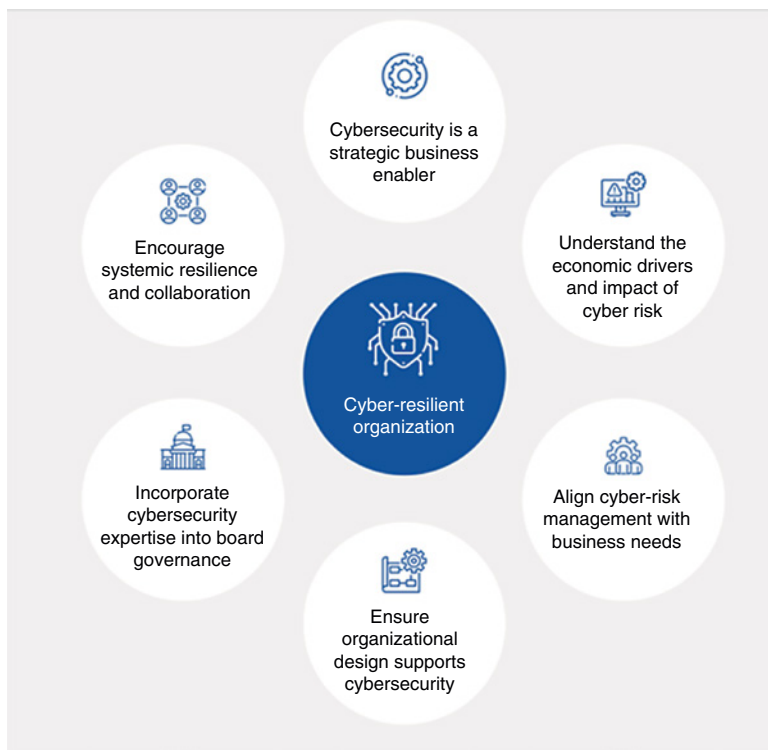 Cybersecurity is a
strategic business
enabler
Understand the
economic drivers
and impact of
cyber risk
Align cyber-risk
management with
business needs
Ensure
organizational
design supports
cybersecurity
Incorporate
cybersecurity
expertise into board
governance
Encourage
systemic resilience
and collaboration
Cyber-resilient
organization